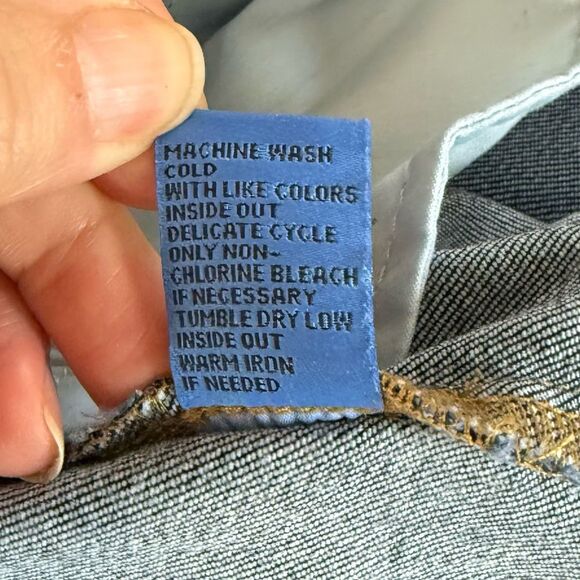 MACHINE WASH
COLD
WITH LIKE COLORS
INSIDE OUT
DELICATE CYCLE
ONLY NON-
CHLORINE BLEACH
IF NECESSARY
TUMBLE DRY LOW
INSIDE OUT
WARM IRON
IF NEEDED